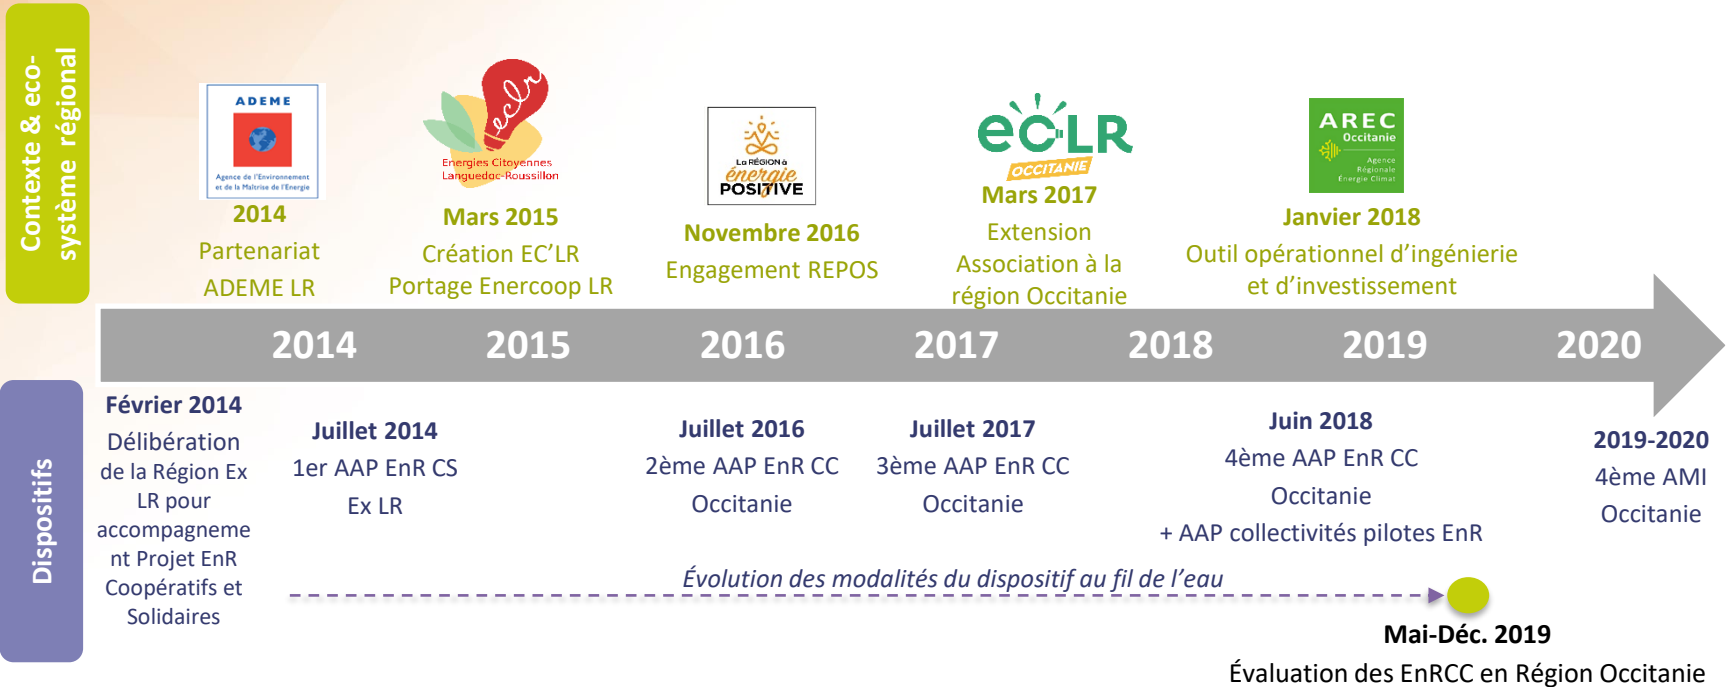 Contexte & eco-
système régional
ADEME
Agence de l'Environnement
et de la Maîtrise de l'Energie
2014
Partenariat
ADEME LR
eclr
Energies Citoyennes
Languedoc-Roussillon
Mars 2015
Création EC’LR
Portage Enercoop LR
La RÉGION à
énergie
POSITIVE
Novembre 2016
Engagement REPOS
eC'LR
OCCITANIE
Mars 2017
Extension
Association à la
région Occitanie
AREC
Occitanie
Agence
Régionale
Énergie Climat
Janvier 2018
Outil opérationnel d’ingénierie
et d’investissement
2014 2015 2016 2017 2018 2019 2020
Dispositifs
Février 2014
Délibération
de la Région Ex
LR pour
accompagneme
nt Projet EnR
Coopératifs et
Solidaires
Juillet 2014
1er AAP EnR CS
Ex LR
Juillet 2016
2ème AAP EnR CC
Occitanie
Juillet 2017
3ème AAP EnR CC
Occitanie
Juin 2018
4ème AAP EnR CC
Occitanie
+ AAP collectivités pilotes EnR
2019-2020
4ème AMI
Occitanie
Évolution des modalités du dispositif au fil de l’eau
Mai-Déc. 2019
Évaluation des EnRCC en Région Occitanie